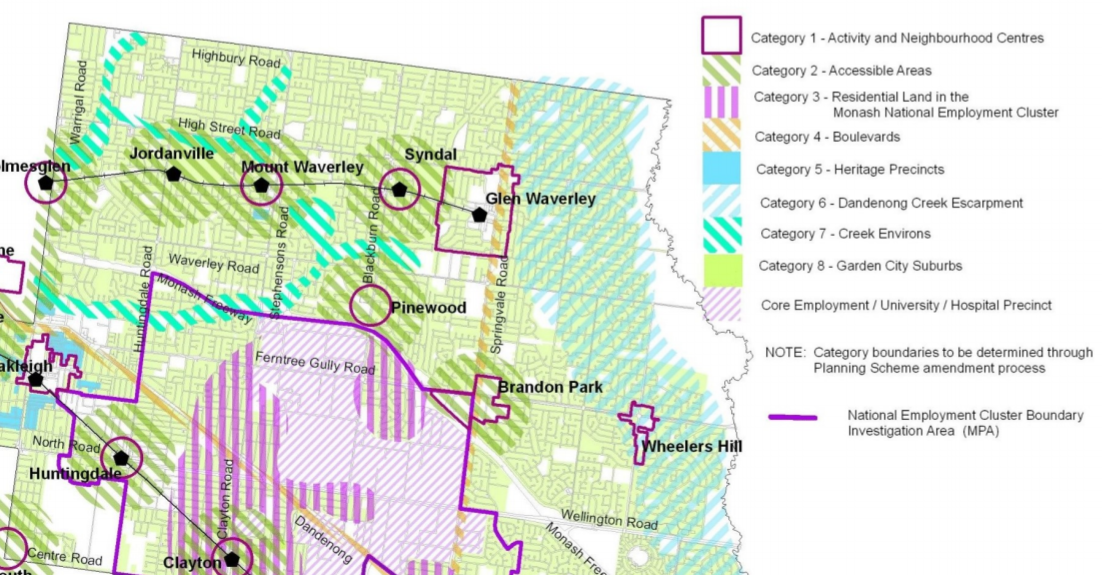 Highbury Road
Warrigal Road
High Street Road
Jordanville
Syndal
lmesglen
Mount Waverley
Glen Waverley
Stephensons Road
Blackburn Road
ne
Waverley Road
Huntingdale Road
Monash Freeway
Springvale Road
Pinewood
e
Ferntree Gully Road
akleigh
Brandon Park
North Road
Wheelers Hill
Huntingdale
Clayton Road
Wellington Road
Dandenong
Monash Free
Centre Road
Clayton
outh
Category 1 - Activity and Neighbourhood Centres
Category 2 - Accessible Areas
Category 3 - Residential Land in the
Monash National Employment Cluster
Category 4 - Boulevards
Category 5 - Heritage Precincts
Category 6 - Dandenong Creek Escarpment
Category 7 - Creek Environs
Category 8 - Garden City Suburbs
Core Employment / University / Hospital Precinct
NOTE: Category boundaries to be determined through
Planning Scheme amendment process
National Employment Cluster Boundary
Investigation Area (MPA)